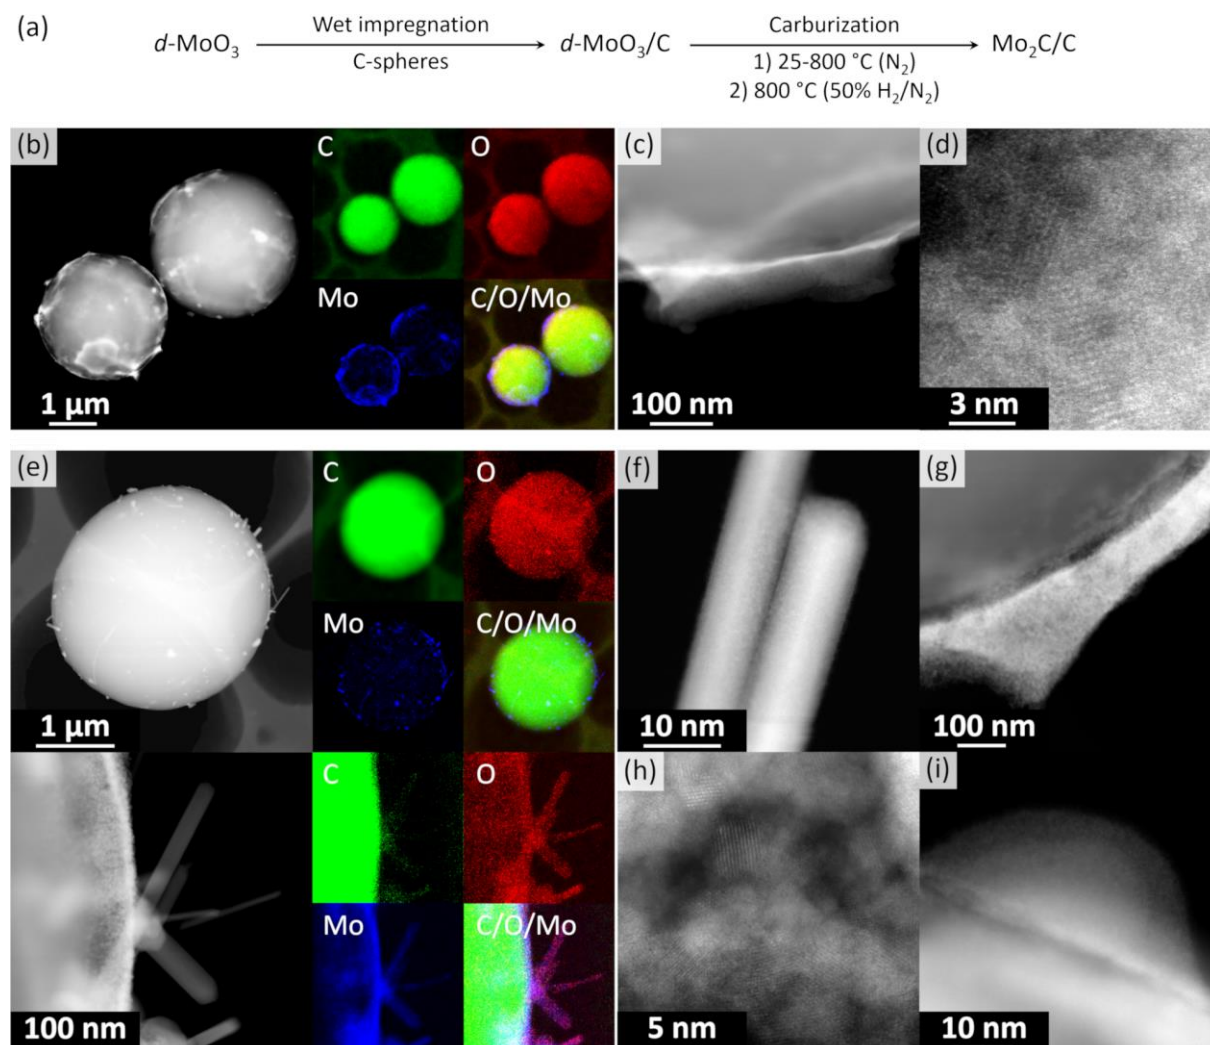 (a)
d-MoO₃
Wet impregnation
C-spheres
d-MoO₃/C
Carburization
1) 25-800 °C (N₂)
2) 800 °C (50% H₂/N₂)
Mo₂C/C
(b)
1 µm
C
O
Mo
C/O/Mo
(c)
100 nm
(d)
3 nm
(e)
1 µm
C
O
Mo
C/O/Mo
(f)
10 nm
(g)
100 nm
100 nm
C
O
Mo
C/O/Mo
(h)
5 nm
(i)
10 nm